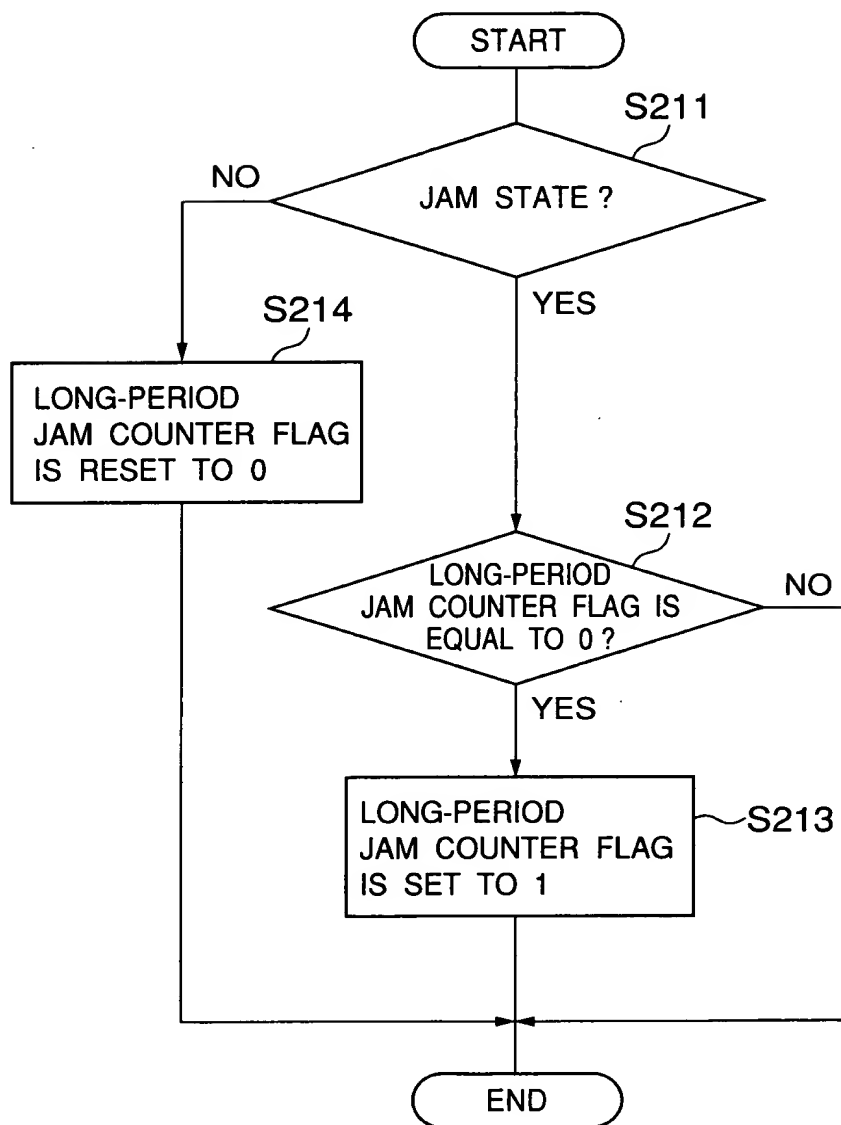 START
S211
NO
JAM STATE ?
YES
S214
LONG-PERIOD
JAM COUNTER FLAG
IS RESET TO 0
S212
LONG-PERIOD
JAM COUNTER FLAG IS
EQUAL TO 0 ?
NO
YES
LONG-PERIOD
JAM COUNTER FLAG
IS SET TO 1
S213
END